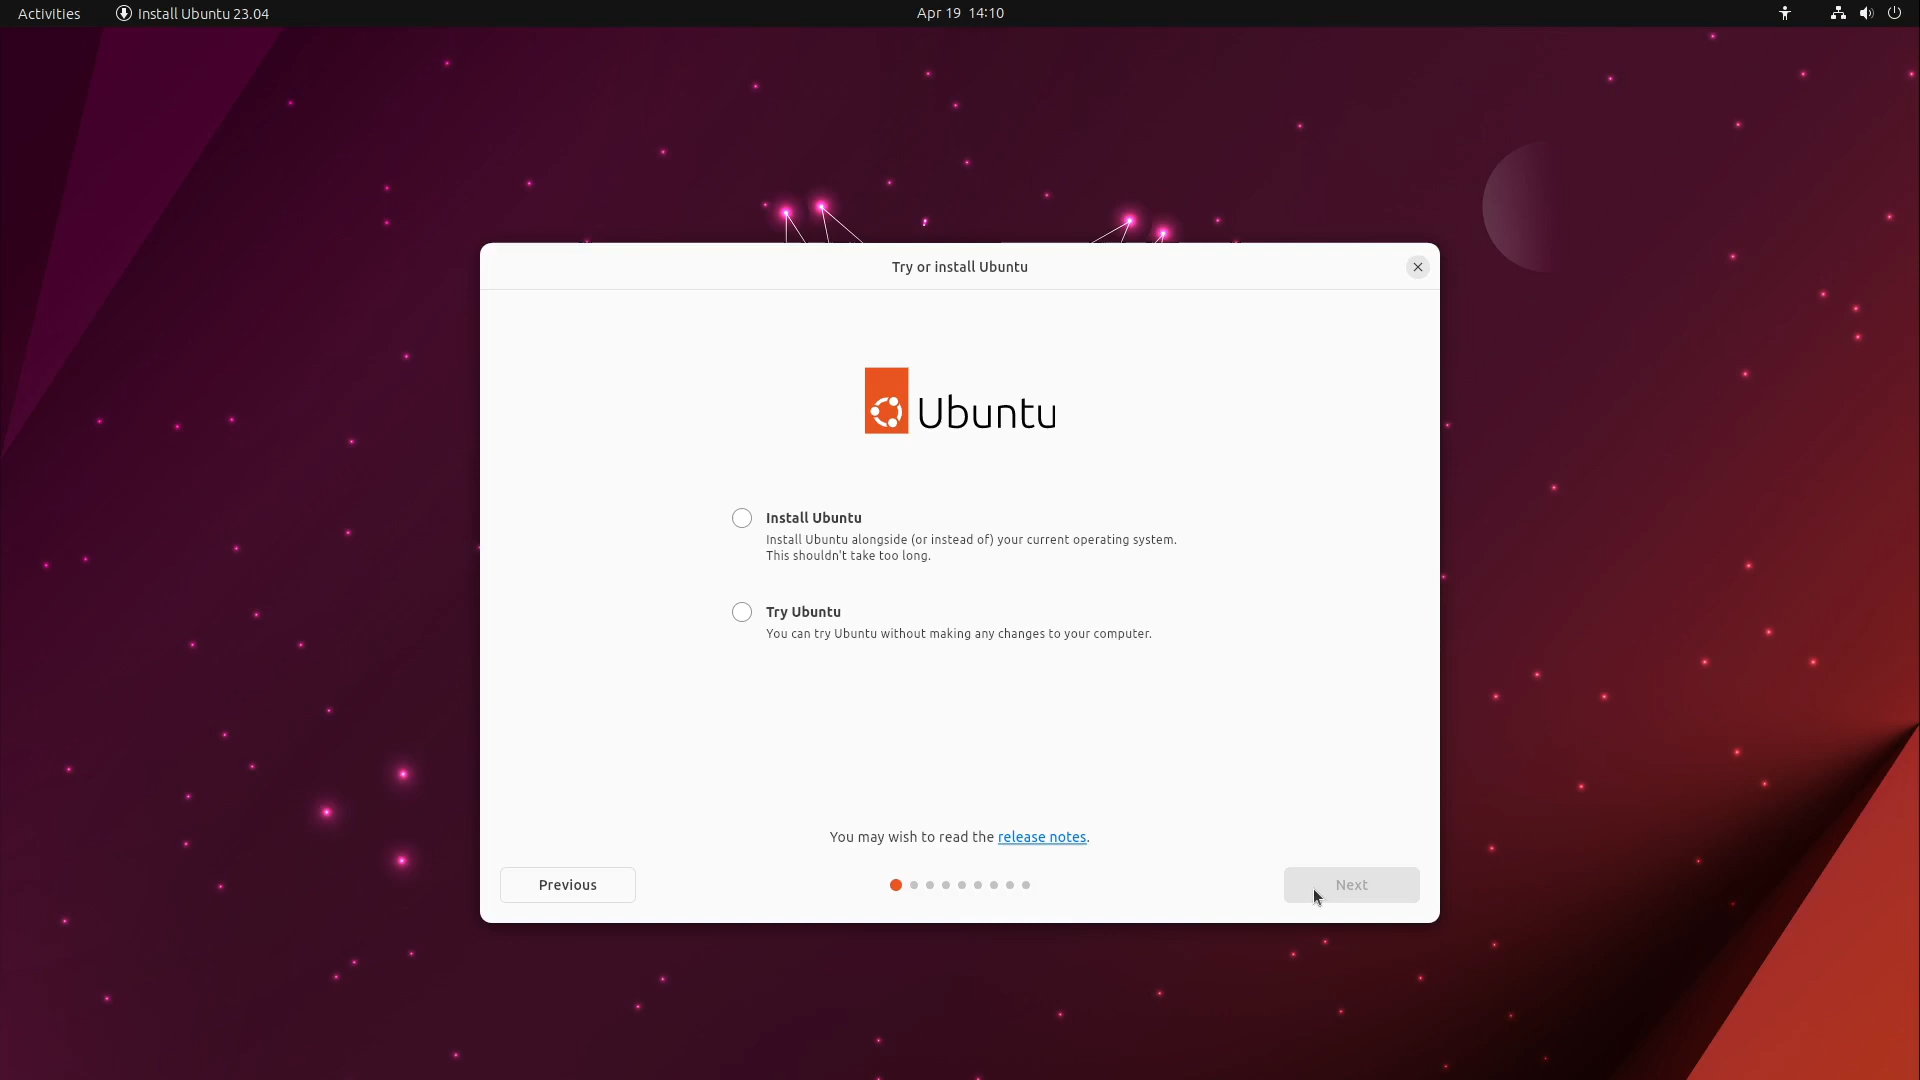 Activities
Install Ubuntu 23.04
Apr 19  14:10
Try or install Ubuntu
Ubuntu
Install Ubuntu
Install Ubuntu alongside (or instead of) your current operating system.
This shouldn't take too long.
Try Ubuntu
You can try Ubuntu without making any changes to your computer.
You may wish to read the release notes.
Previous
Next